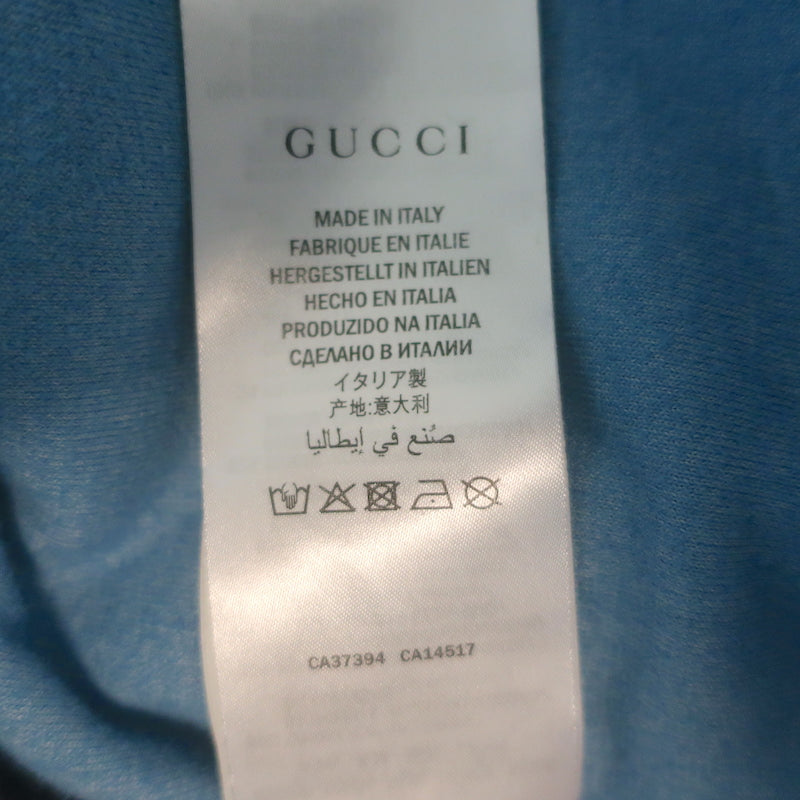 GUCCI
MADE IN ITALY
FABRIQUE EN ITALIE
HERGESTELLT IN ITALIEN
HECHO EN ITALIA
PRODUZIDO NA ITALIA
СДЕЛАНО В ИТАЛИИ
イタリア製
产地:意大利
صُنع في إيطاليا
CA37394 CA14517